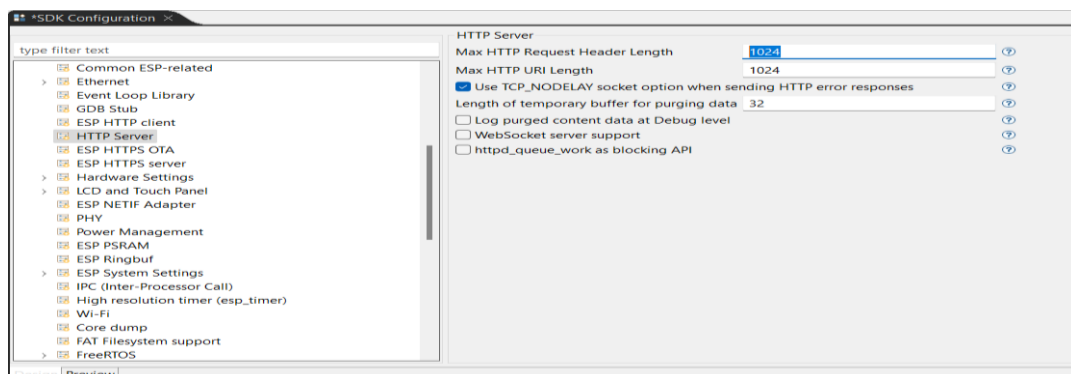 *SDK Configuration
type filter text
Common ESP-related
Ethernet
Event Loop Library
GDB Stub
ESP HTTP client
HTTP Server
ESP HTTPS OTA
ESP HTTPS server
Hardware Settings
LCD and Touch Panel
ESP NETIF Adapter
PHY
Power Management
ESP PSRAM
ESP Ringbuf
ESP System Settings
IPC (Inter-Processor Call)
High resolution timer (esp_timer)
Wi-Fi
Core dump
FAT Filesystem support
FreeRTOS
HTTP Server
Max HTTP Request Header Length 1024
Max HTTP URI Length 1024
Use TCP_NODELAY socket option when sending HTTP error responses
Length of temporary buffer for purging data 32
Log purged content data at Debug level
WebSocket server support
httpd_queue_work as blocking API
Preview